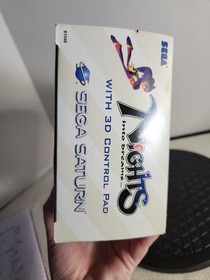 SEGA
NiGHTS
into dreams...
WITH 3D CONTROL PAD
SEGA SATURN